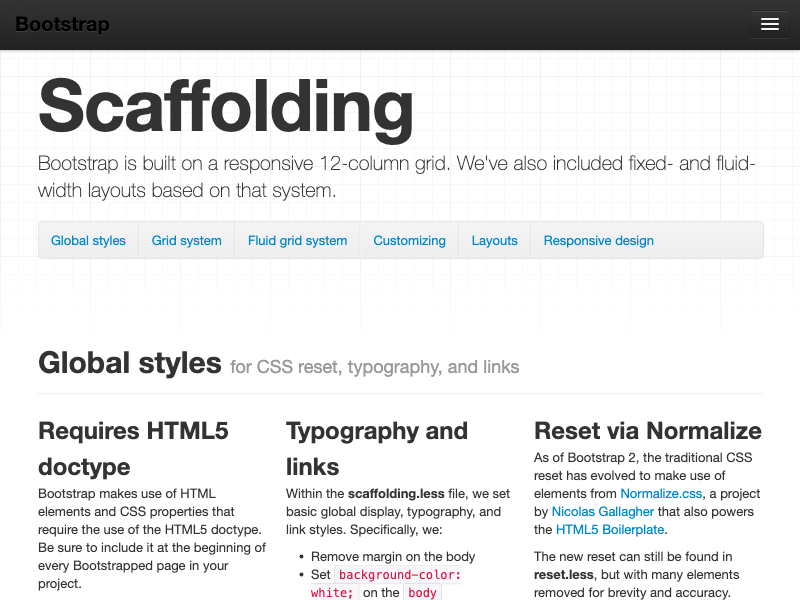 Bootstrap
Scaffolding
Bootstrap is built on a responsive 12-column grid. We've also included fixed- and fluid-
width layouts based on that system.
Global styles
Grid system
Fluid grid system
Customizing
Layouts
Responsive design
Global styles for CSS reset, typography, and links
Requires HTML5
doctype
Bootstrap makes use of HTML
elements and CSS properties that
require the use of the HTML5 doctype.
Be sure to include it at the beginning of
every Bootstrapped page in your
project.
Typography and
links
Within the scaffolding.less file, we set
basic global display, typography, and
link styles. Specifically, we:
• Remove margin on the body
• Set background-color:
white; on the body
Reset via Normalize
As of Bootstrap 2, the traditional CSS
reset has evolved to make use of
elements from Normalize.css, a project
by Nicolas Gallagher that also powers
the HTML5 Boilerplate.
The new reset can still be found in
reset.less, but with many elements
removed for brevity and accuracy.